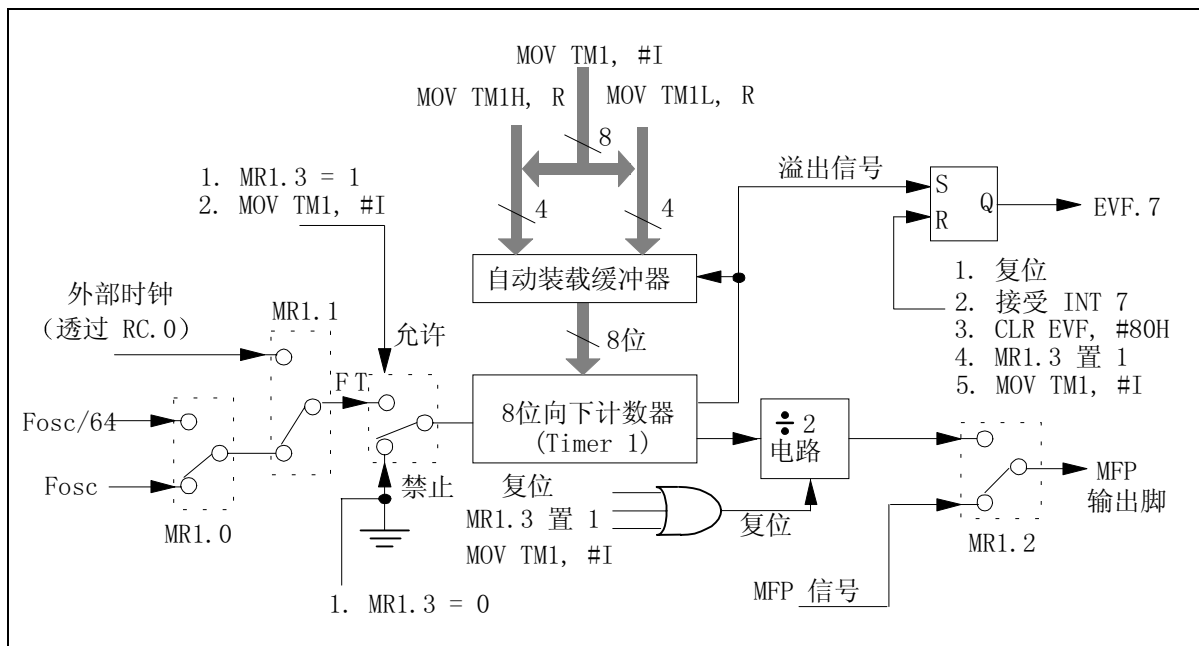 MOV TM1, #I
MOV TM1H, R
MOV TM1L, R
8
4
4
1. MR1.3 = 1
2. MOV TM1, #I
溢出信号
S
R
Q
EVF.7
自动装载缓冲器
1. 复位
2. 接受 INT 7
3. CLR EVF, #80H
4. MR1.3 置 1
5. MOV TM1, #I
外部时钟
（透过 RC.0）
MR1.1
允许
8位
FT
Fosc/64
8位向下计数器
(Timer 1)
÷2
电路
Fosc
禁止
MR1.0
复位
MR1.3 置 1
MOV TM1, #I
复位
MFP
输出脚
MR1.2
MFP 信号
1. MR1.3 = 0